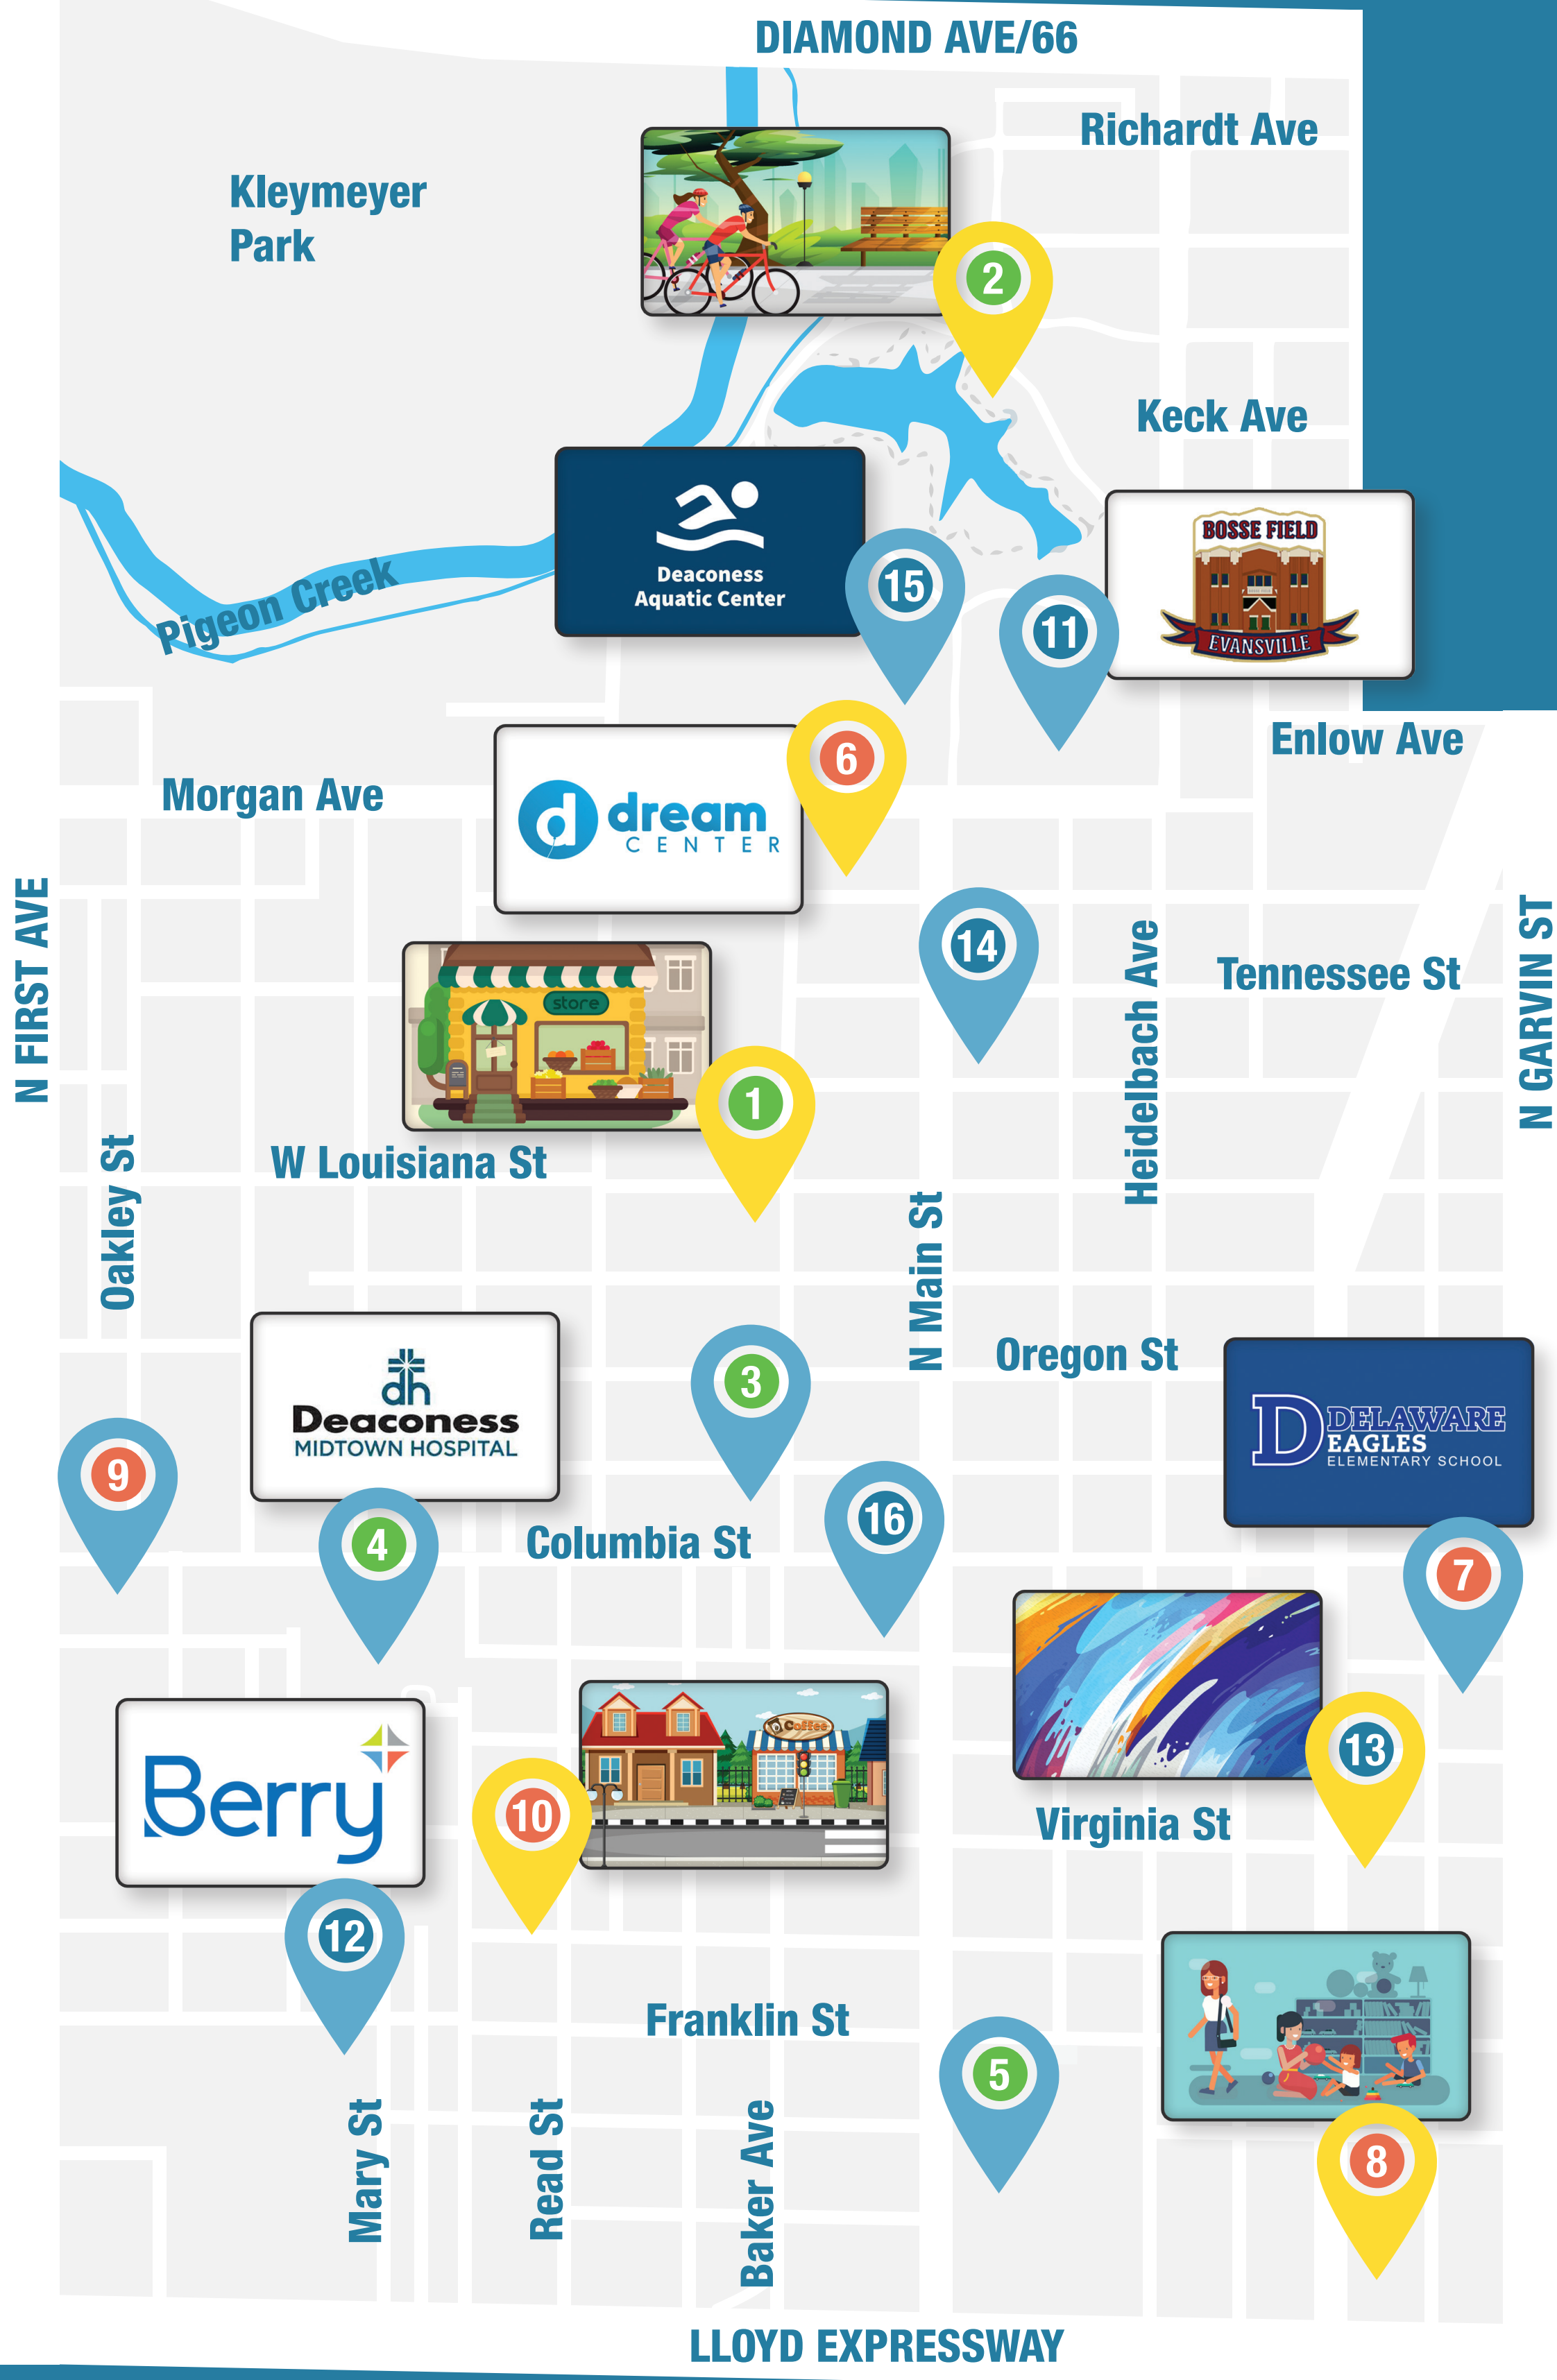 DIAMOND AVE/66
Richardt Ave
Kleymeyer
Park
2
Keck Ave
BOSSE FIELD
EVANSVILLE
Deaconess
Aquatic Center
15
11
Pigeon Creek
Enlow Ave
6
Morgan Ave
dream
CENTER
N FIRST AVE
N GARVIN ST
14
Heidelbach Ave
Tennessee St
store
1
Oakley St
W Louisiana St
N Main St
Oregon St
dh
Deaconess
MIDTOWN HOSPITAL
3
D DELAWARE
EAGLES
ELEMENTARY SCHOOL
9
16
4
Columbia St
7
Coffee
13
Berry
10
Virginia St
12
Franklin St
5
Mary St
Read St
Baker Ave
8
LLOYD EXPRESSWAY